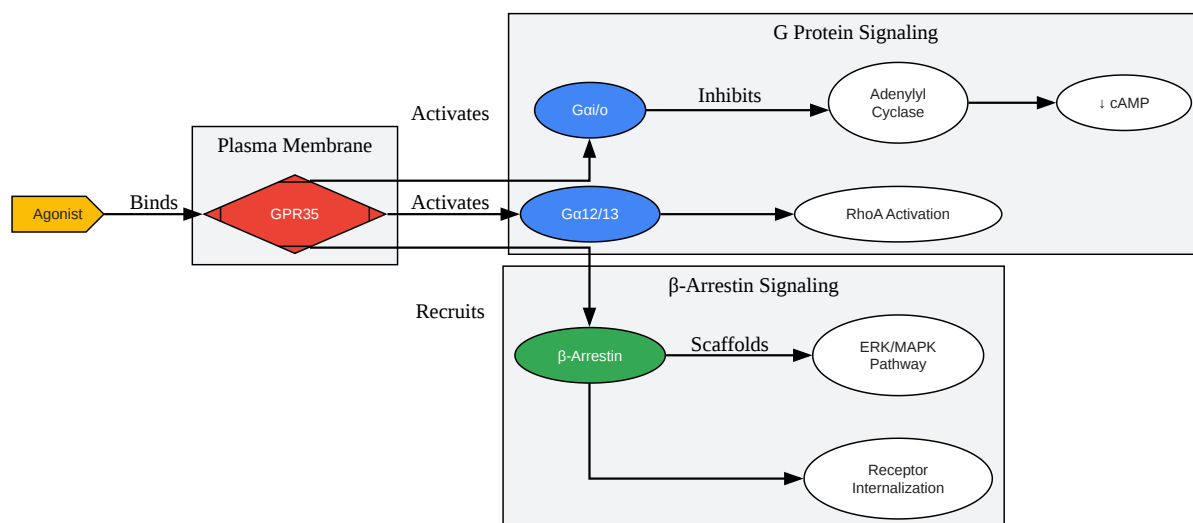 G Protein Signaling
Activates
Gαi/o
Inhibits
Adenylyl
Cyclase
↓ cAMP
Plasma Membrane
Agonist
Binds
GPR35
Activates
Gα12/13
RhoA Activation
β-Arrestin Signaling
Recruits
β-Arrestin
Scaffolds
ERK/MAPK
Pathway
Receptor
Internalization